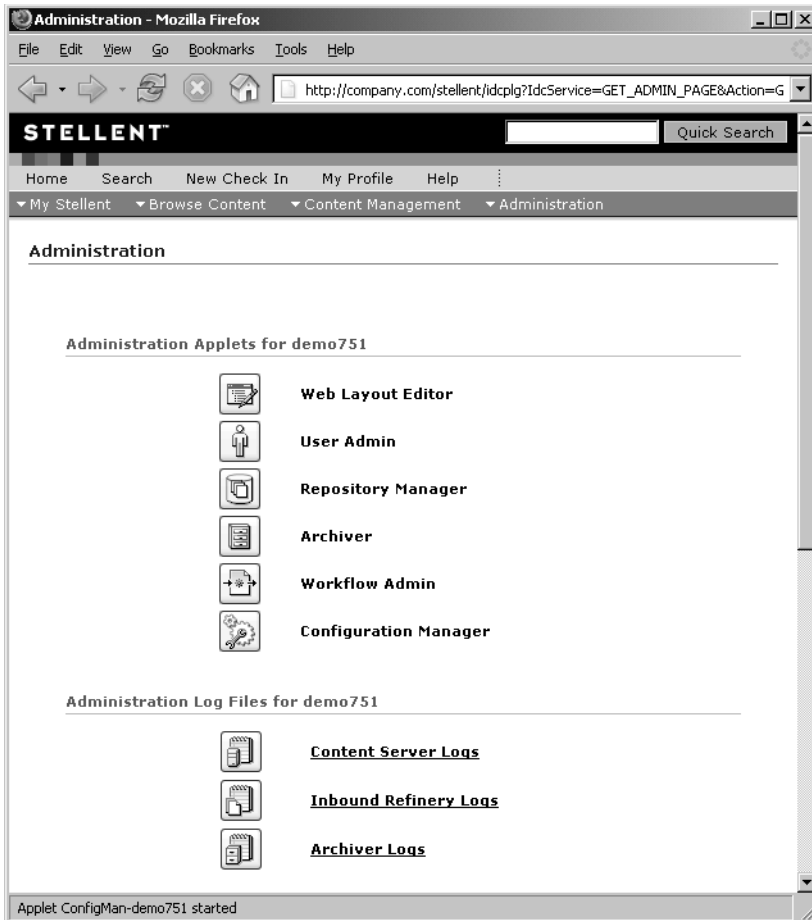 Administration - Mozilla Firefox
File Edit View Go Bookmarks Tools Help
http://company.com/stellent/idcplg?IdcService=GET_ADMIN_PAGE&Action=G
STELLENT™ Quick Search
Home Search New Check In My Profile Help
My Stellent Browse Content Content Management Administration
Administration
Administration Applets for demo751
Web Layout Editor
User Admin
Repository Manager
Archiver
Workflow Admin
Configuration Manager
Administration Log Files for demo751
Content Server Logs
Inbound Refinery Logs
Archiver Logs
Applet ConfigMan-demo751 started